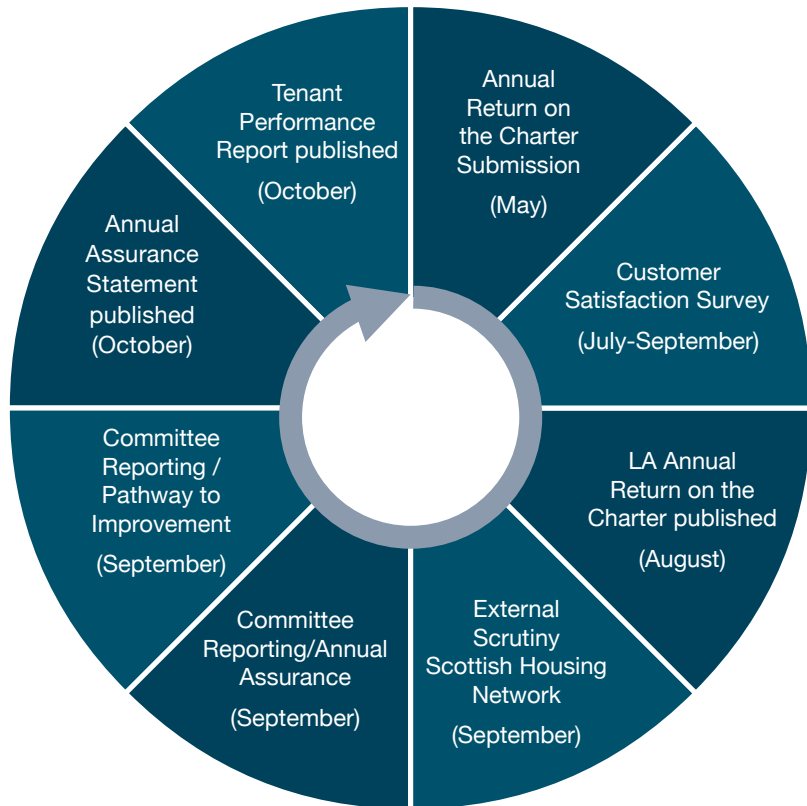 Annual
Return on
the Charter
Submission
(May)
Customer
Satisfaction Survey
(July-September)
LA Annual
Return on the
Charter published
(August)
External
Scrutiny
Scottish Housing
Network
(September)
Committee
Reporting/Annual
Assurance
(September)
Committee
Reporting /
Pathway to
Improvement
(September)
Annual
Assurance
Statement
published
(October)
Tenant
Performance
Report published
(October)